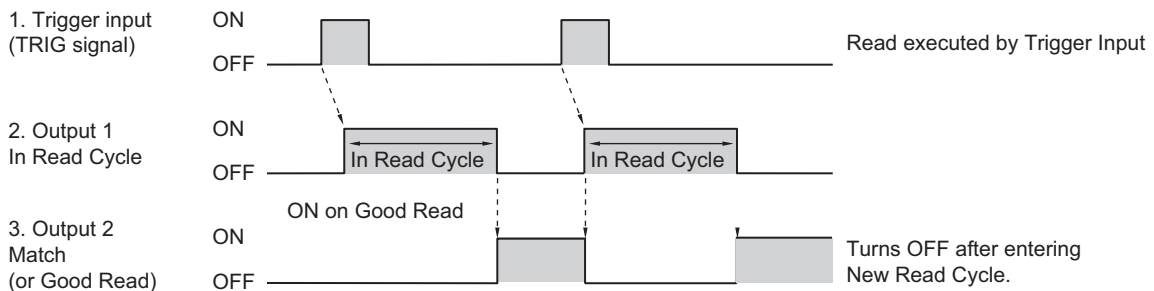 1. Trigger input
(TRIG signal)
ON
OFF
Read executed by Trigger Input
2. Output 1
In Read Cycle
ON
OFF
In Read Cycle
In Read Cycle
ON on Good Read
3. Output 2
Match
(or Good Read)
ON
OFF
Turns OFF after entering
New Read Cycle.